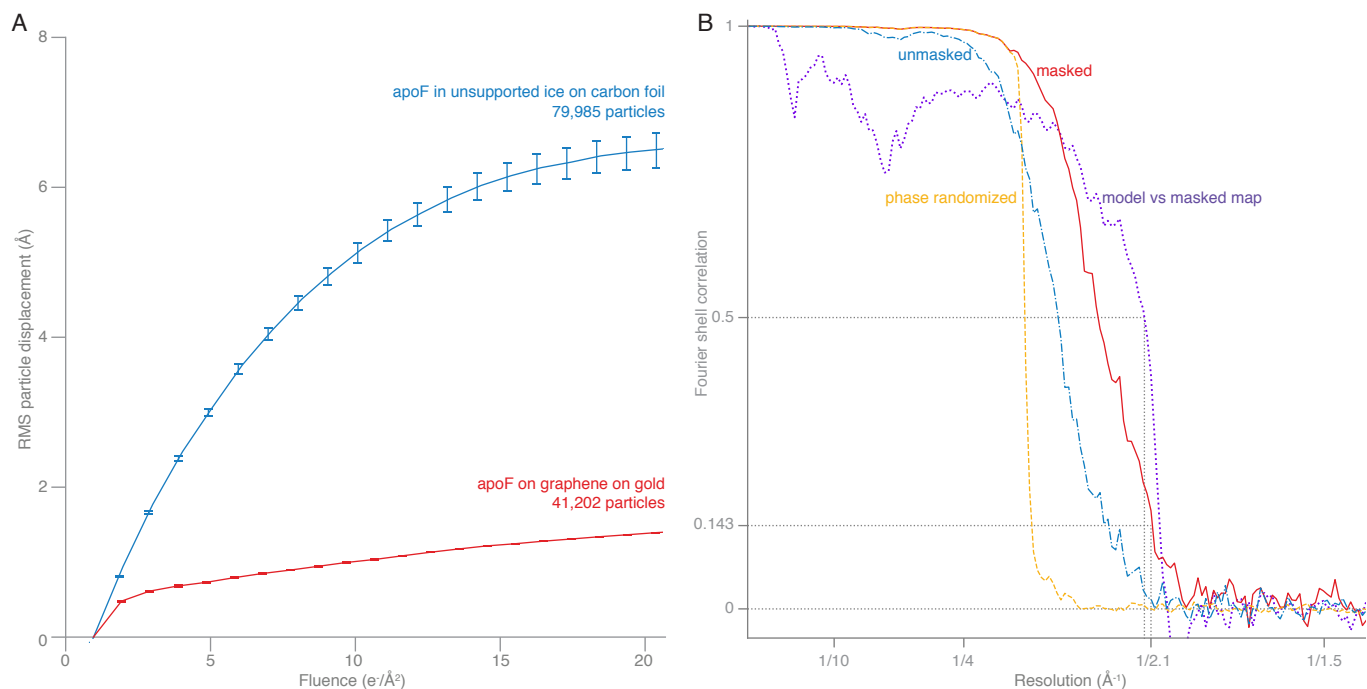 A
8
6
4
2
0
RMS particle displacement (Å)
apoF in unsupported ice on carbon foil
79,985 particles
apoF on graphene on gold
41,202 particles
0
5
10
15
20
Fluence (e⁻/Å²)
B
1
0.5
0.143
0
Fourier shell correlation
unmasked
masked
phase randomized
model vs masked map
1/10
1/4
1/2.1
1/1.5
Resolution (Å⁻¹)